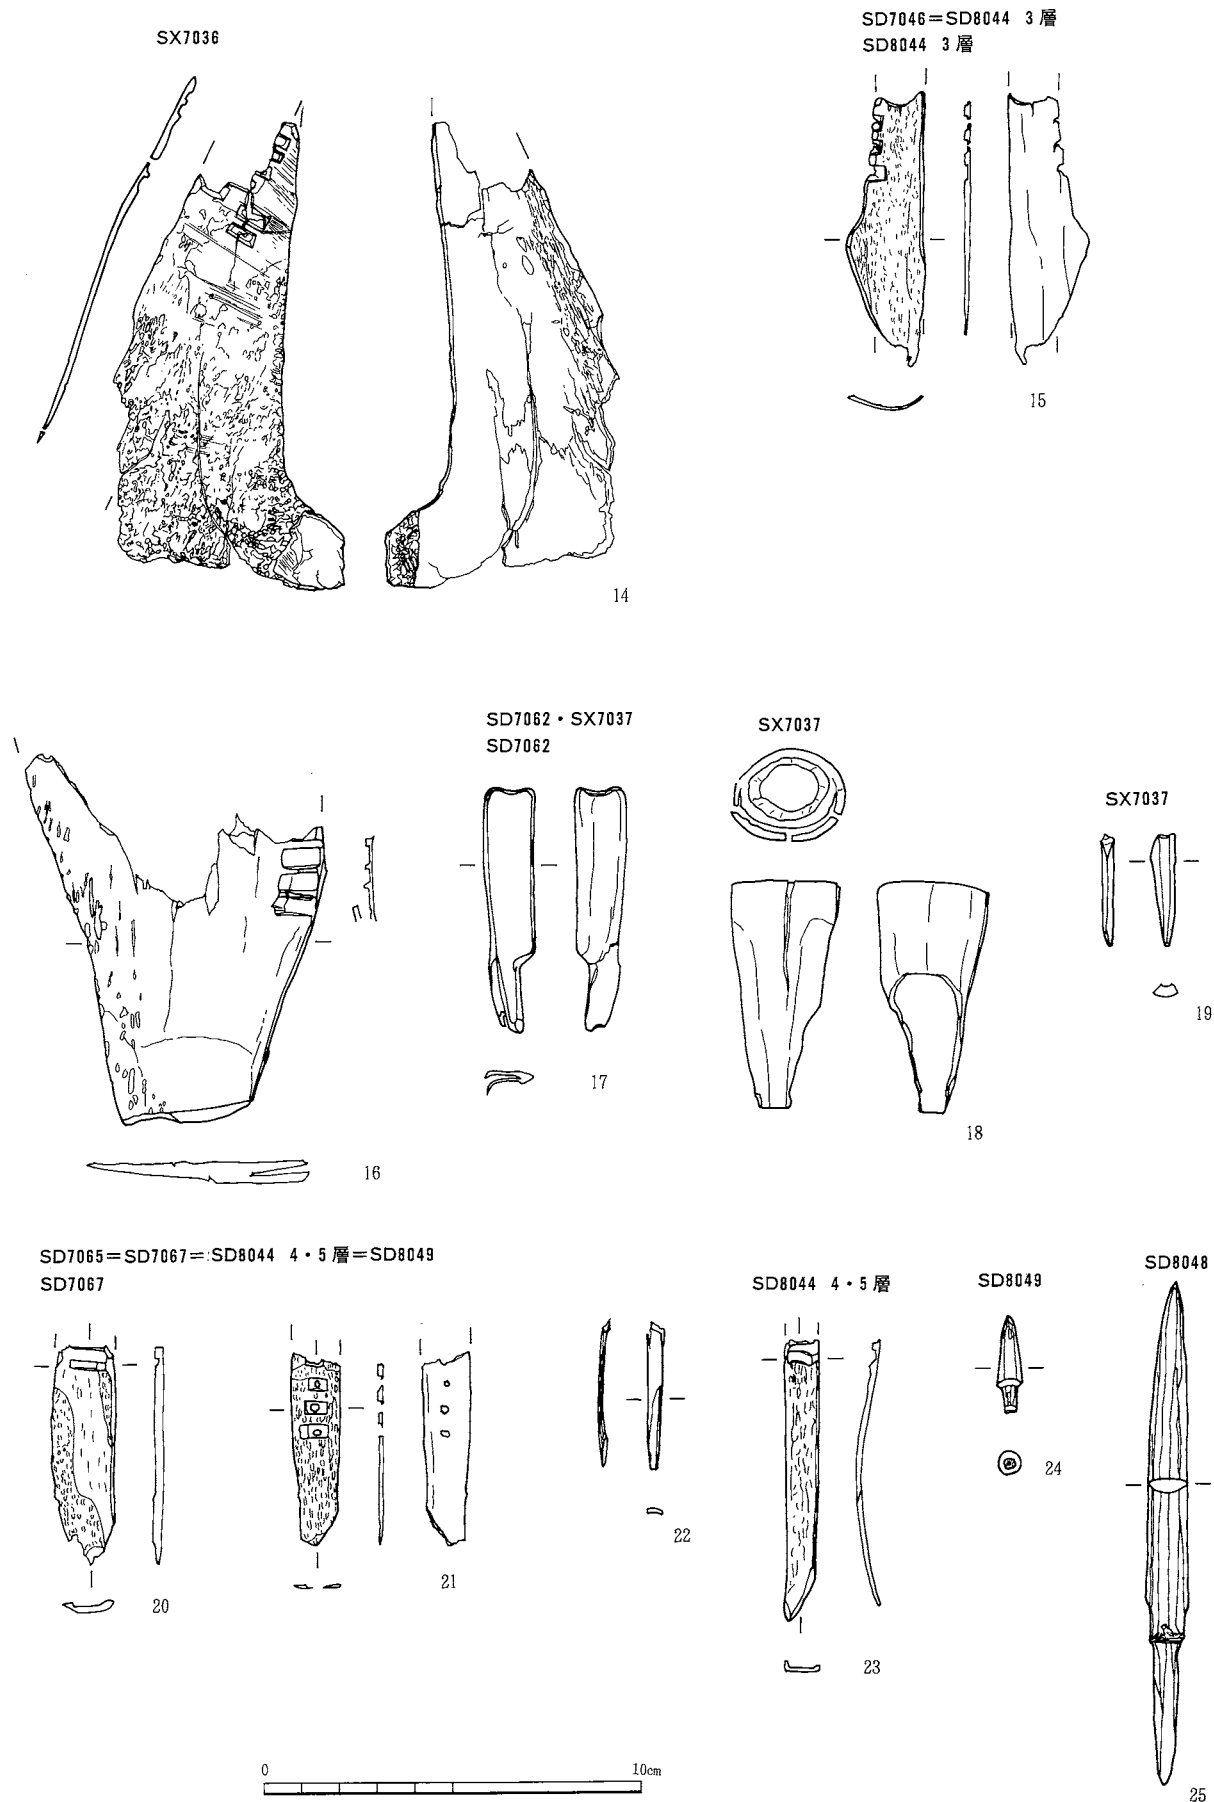 SX7036
SD7046=SD8044 3層
SD8044 3層
14
15
SD7062・SX7037
SD7062
SX7037
SX7037
16
17
18
19
SD7065=SD7067=SD8044 4・5層=SD8049
SD7067
SD8044 4・5層
SD8049
SD8048
20
21
22
23
24
25
0 10cm